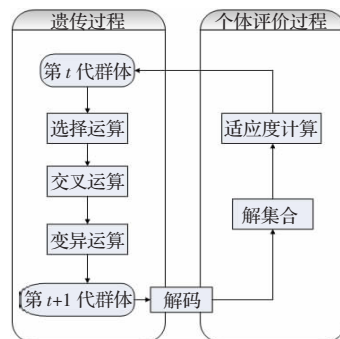 遗传过程
个体评价过程
第 t 代群体
选择运算
交叉运算
变异运算
第 t+1 代群体
解码
适应度计算
解集合